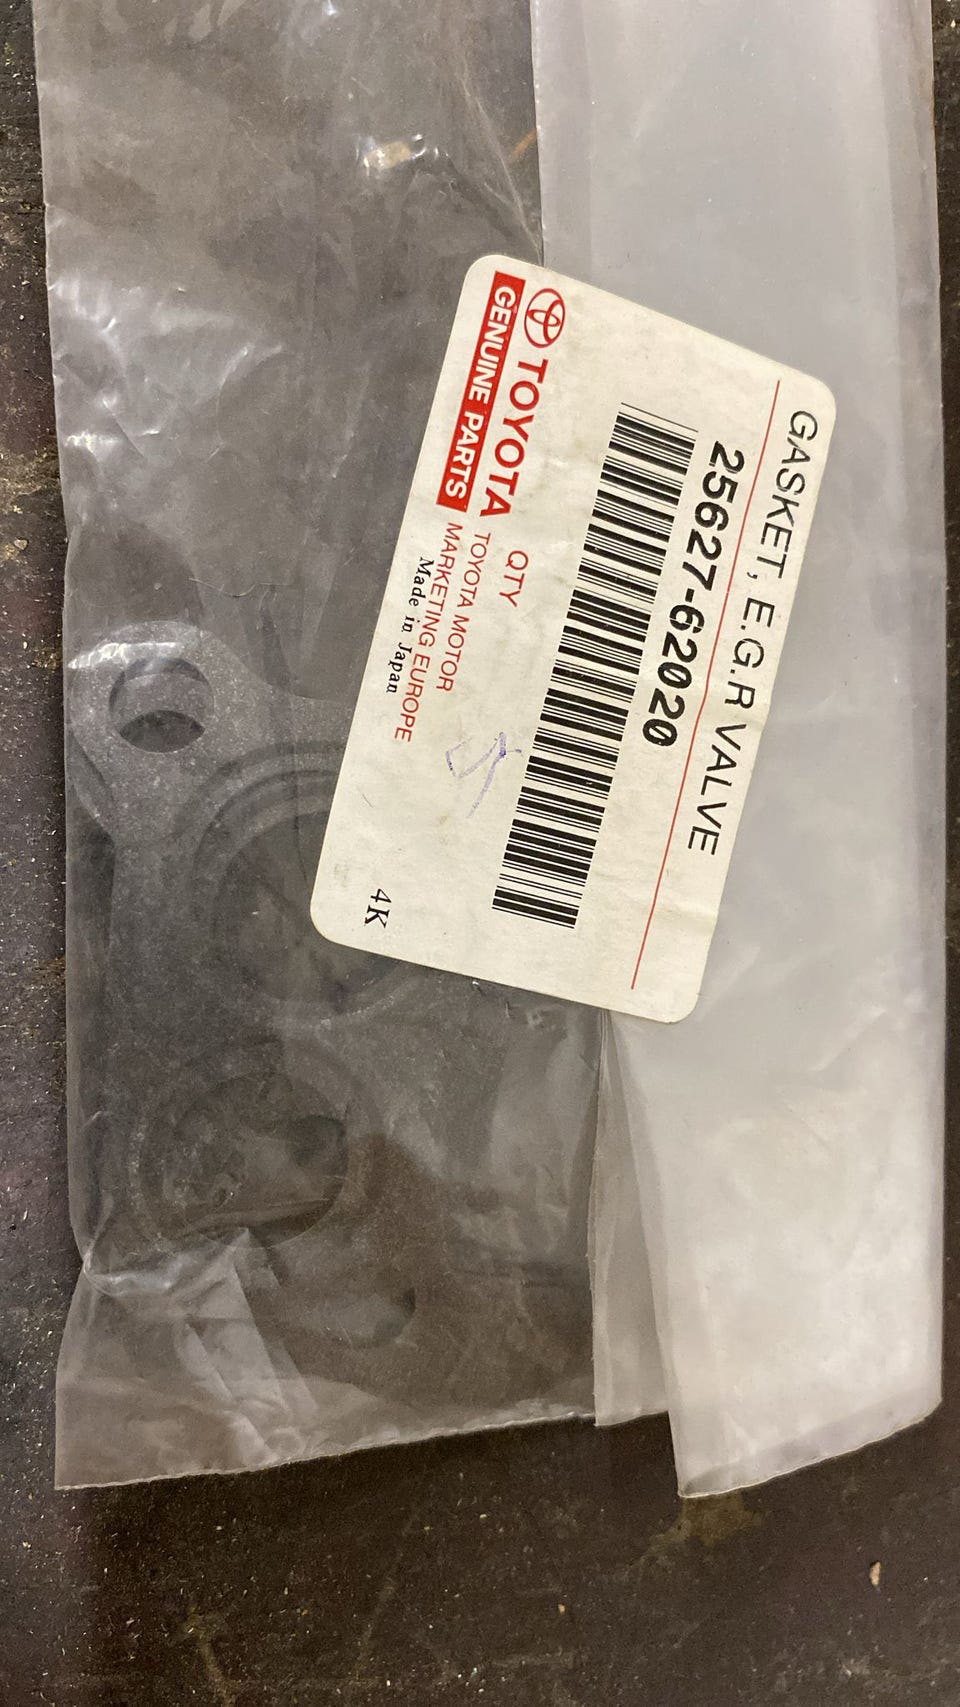 GASKET, E.G.R VALVE
25627-62020
TOYOTA QTY
GENUINE PARTS
TOYOTA MOTOR
MARKETING EUROPE
Made in Japan
4K